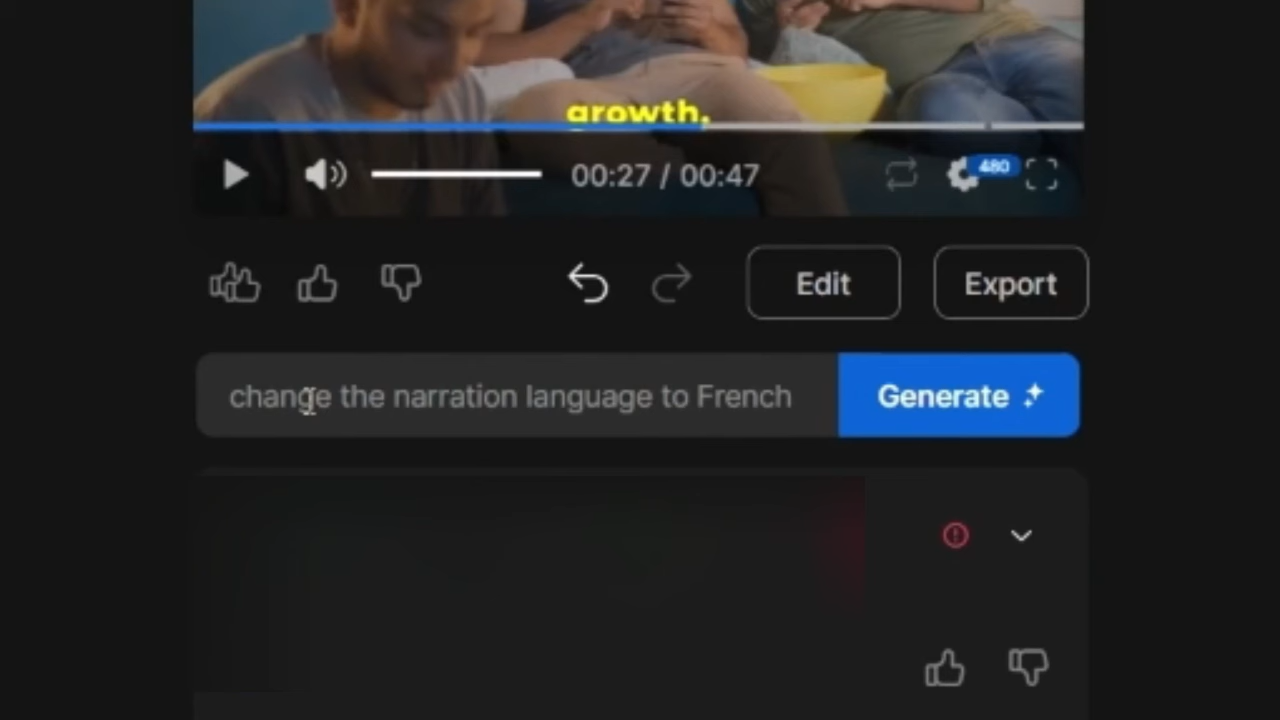 growth.
00:27 / 00:47
480
Edit
Export
change the narration language to French
Generate